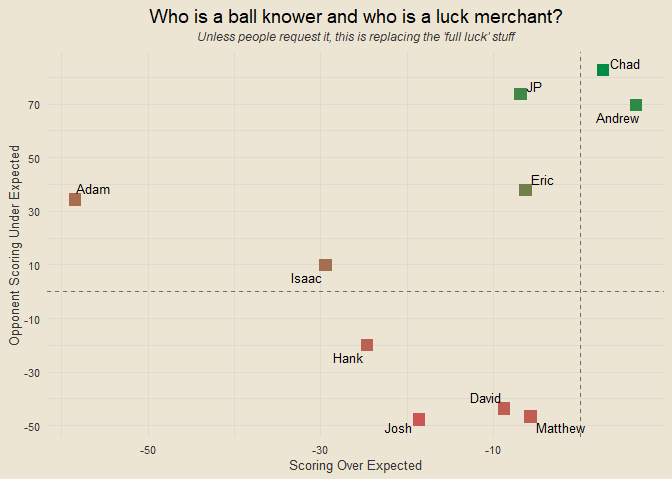 Who is a ball knower and who is a luck merchant?
Unless people request it, this is replacing the 'full luck' stuff
Chad
JP
Andrew
Eric
Adam
Isaac
Hank
David
Josh
Matthew
70
50
30
10
-10
-30
-50
Opponent Scoring Under Expected
-50
-30
-10
Scoring Over Expected